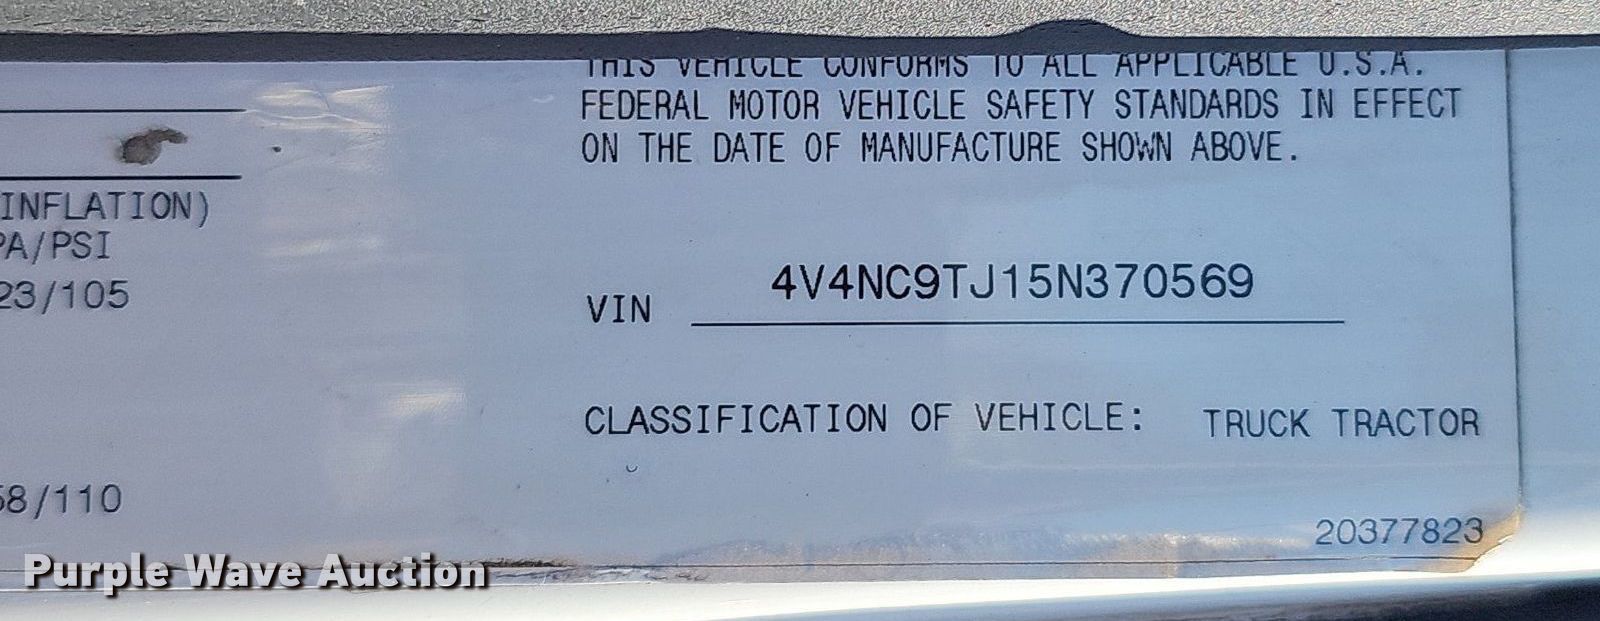 THIS VEHICLE CONFORMS TO ALL APPLICABLE U.S.A.
FEDERAL MOTOR VEHICLE SAFETY STANDARDS IN EFFECT
ON THE DATE OF MANUFACTURE SHOWN ABOVE.
INFLATION)
PA/PSI
23/105
VIN 4V4NC9TJ15N370569
CLASSIFICATION OF VEHICLE: TRUCK TRACTOR
58/110
20377823
Purple Wave Auction